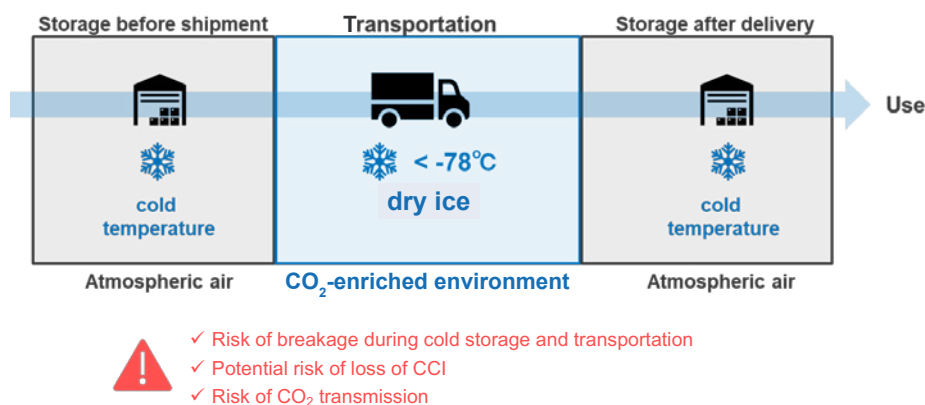 Storage before shipment
Transportation
Storage after delivery
Use
cold
temperature
< -78℃
dry ice
cold
temperature
Atmospheric air
CO₂-enriched environment
Atmospheric air
✓ Risk of breakage during cold storage and transportation
✓ Potential risk of loss of CCI
✓ Risk of CO₂ transmission